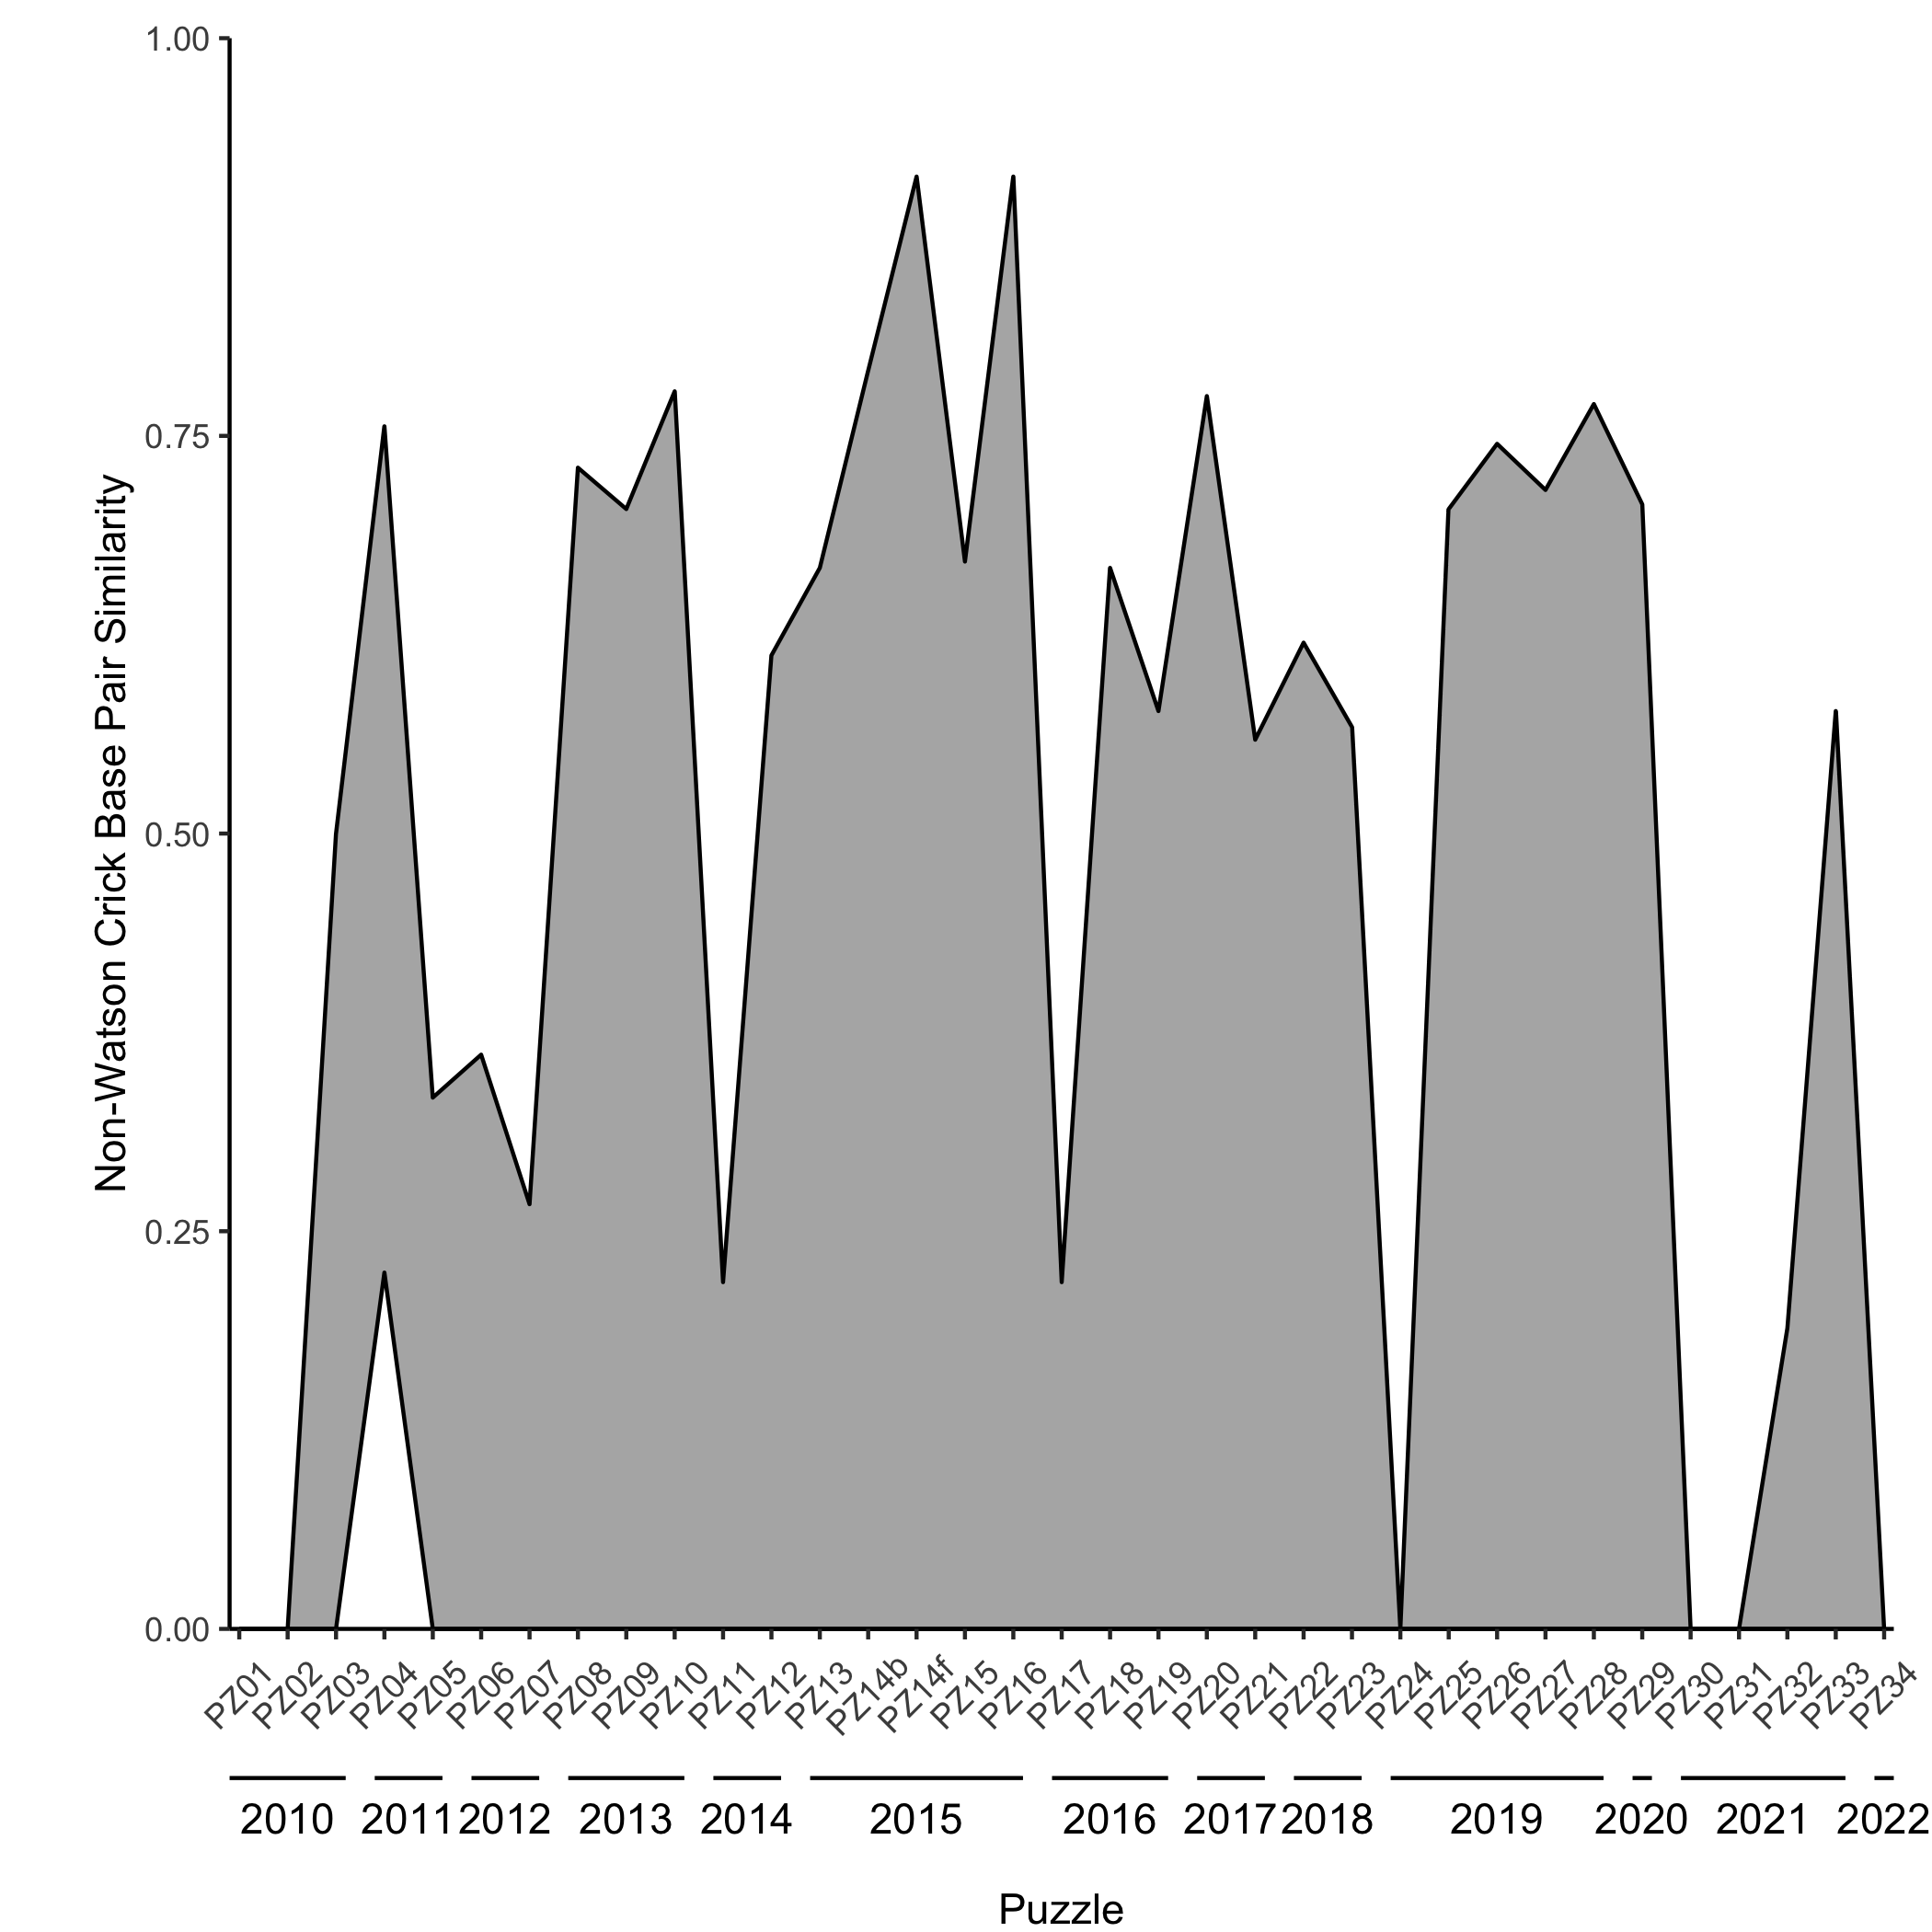 1.00
0.75
0.50
0.25
0.00
Non-Watson Crick Base Pair Similarity
PZ01 PZ02 PZ03 PZ04 PZ05 PZ06 PZ07 PZ08 PZ09 PZ10 PZ11 PZ12 PZ13 PZ14b PZ14f PZ15 PZ16 PZ17 PZ18 PZ19 PZ20 PZ21 PZ22 PZ23 PZ24 PZ25 PZ26 PZ27 PZ28 PZ29 PZ30 PZ31 PZ32 PZ33 PZ34
2010 2011 2012 2013 2014 2015 2016 2017 2018 2019 2020 2021 2022
Puzzle